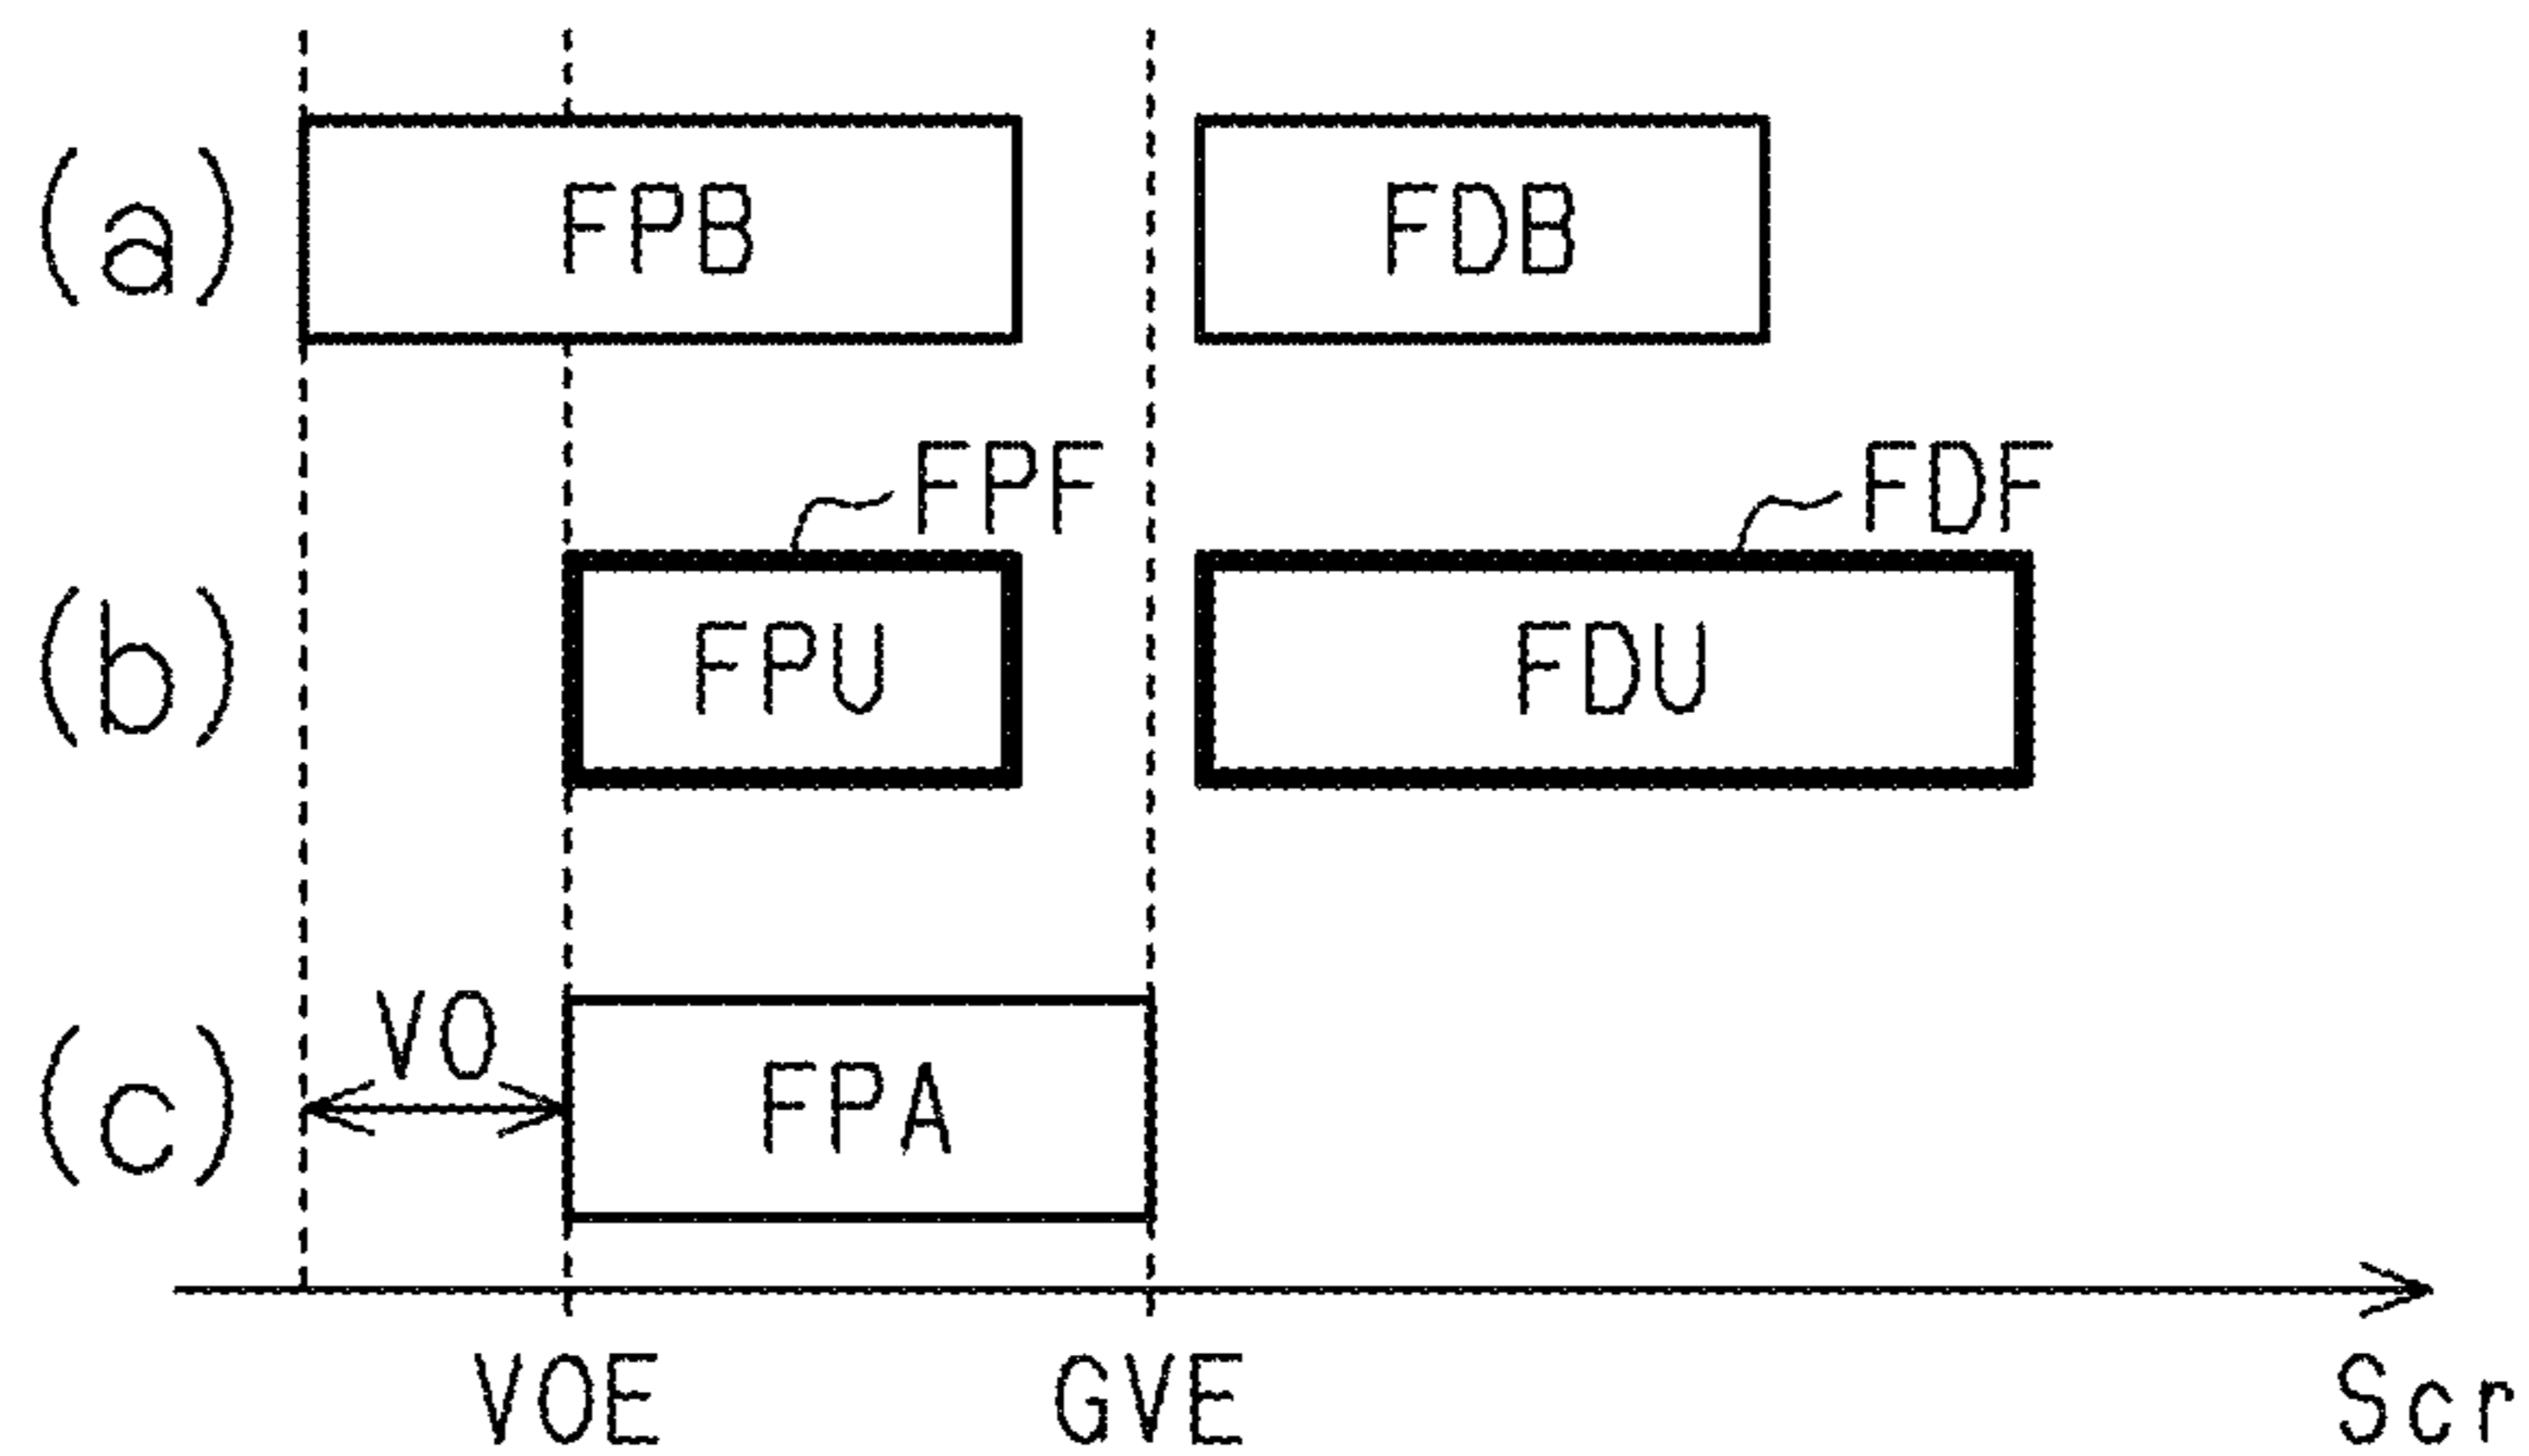 (a) FPB FDB
FPF FDF
(b) FPU FDU
VO
(c) FPA
VOE GVE Scr